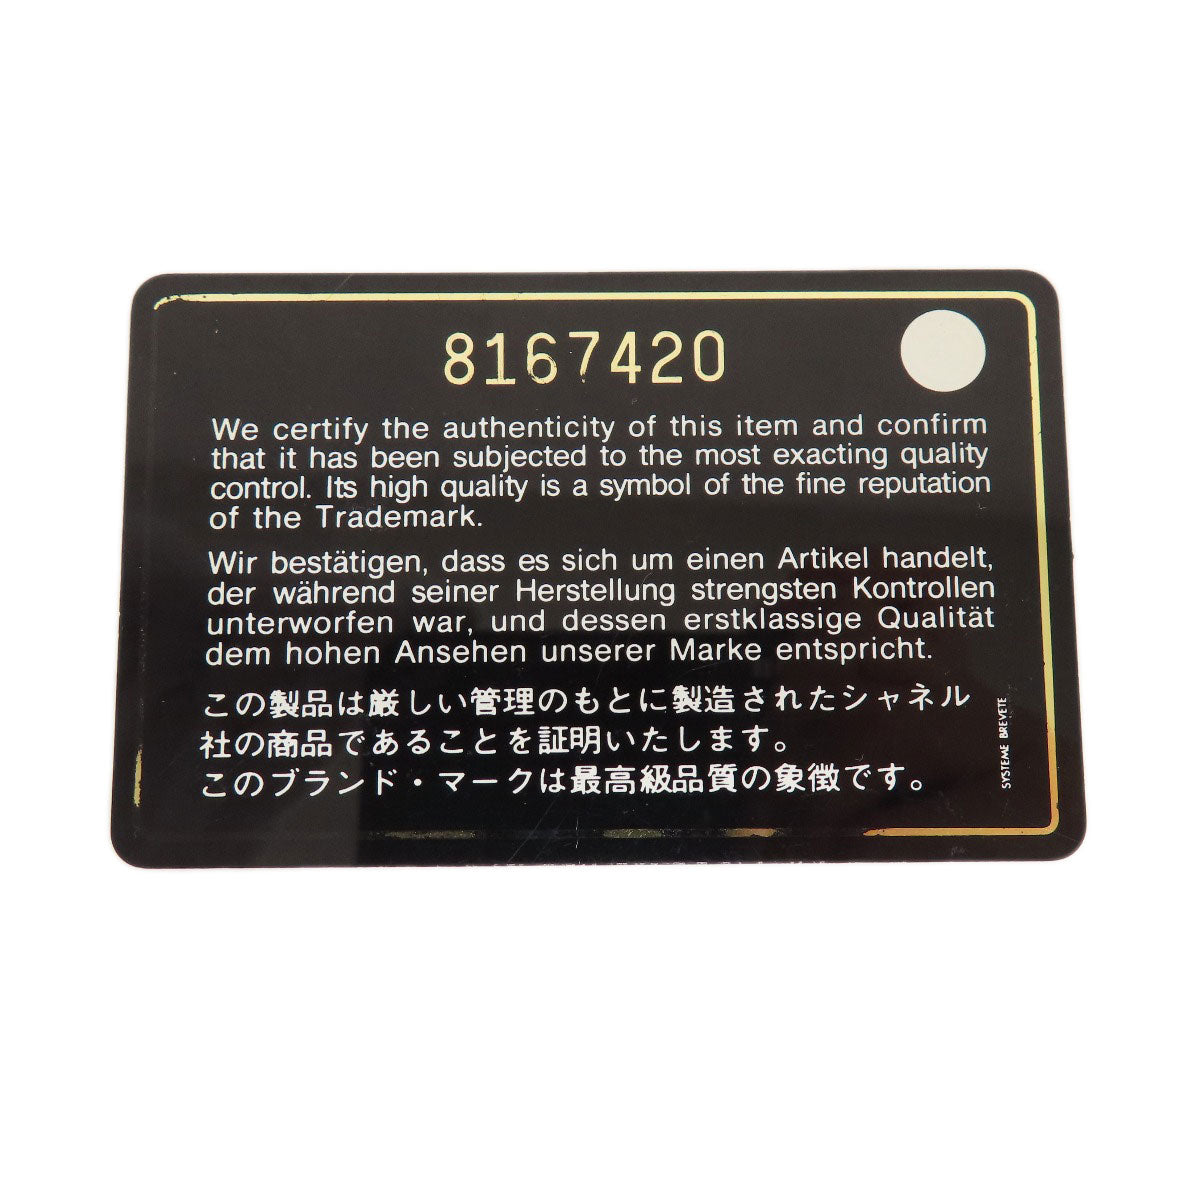 8167420
We certify the authenticity of this item and confirm
that it has been subjected to the most exacting quality
control. Its high quality is a symbol of the fine reputation
of the Trademark.
Wir bestätigen, dass es sich um einen Artikel handelt,
der während seiner Herstellung strengsten Kontrollen
unterworfen war, und dessen erstklassige Qualität
dem hohen Ansehen unserer Marke entspricht.
この製品は厳しい管理のもとに製造されたシャネル
社の商品であることを証明いたします。
このブランド・マークは最高級品質の象徴です。
SYSTEME BREVETE